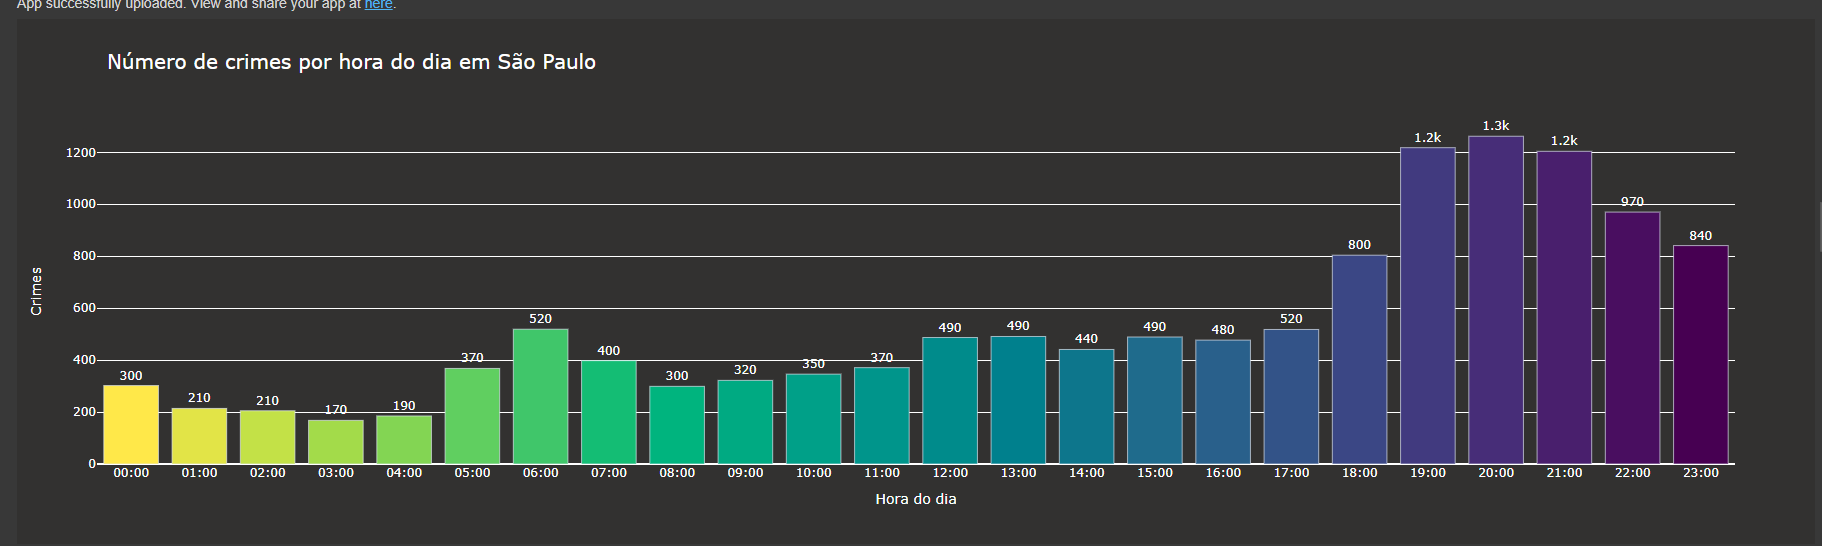 App successfully uploaded. View and share your app at here.
Número de crimes por hora do dia em São Paulo
Crimes
1200
1000
800
600
400
200
0
300 210 210 170 190 370 520 400 300 320 350 370 490 490 440 490 480 520 800 1.2k 1.3k 1.2k 970 840
00:00 01:00 02:00 03:00 04:00 05:00 06:00 07:00 08:00 09:00 10:00 11:00 12:00 13:00 14:00 15:00 16:00 17:00 18:00 19:00 20:00 21:00 22:00 23:00
Hora do dia